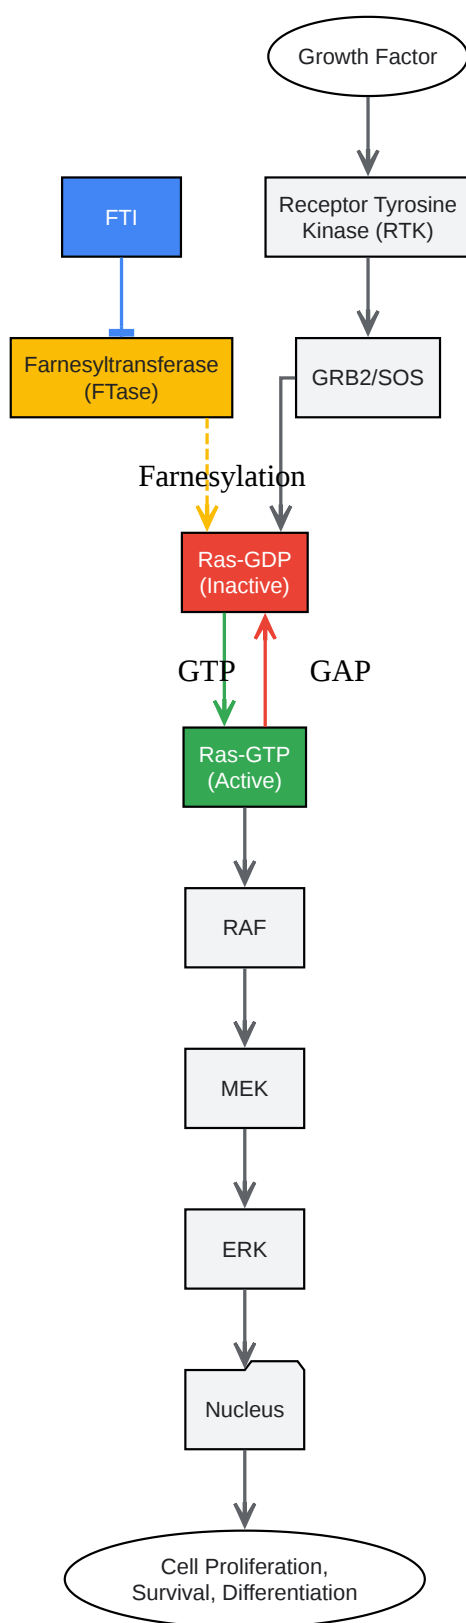 Growth Factor
FTI
Receptor Tyrosine
Kinase (RTK)
Farnesyltransferase
(FTase)
GRB2/SOS
Farnesylation
Ras-GDP
(Inactive)
GTP
GAP
Ras-GTP
(Active)
RAF
MEK
ERK
Nucleus
Cell Proliferation,
Survival, Differentiation